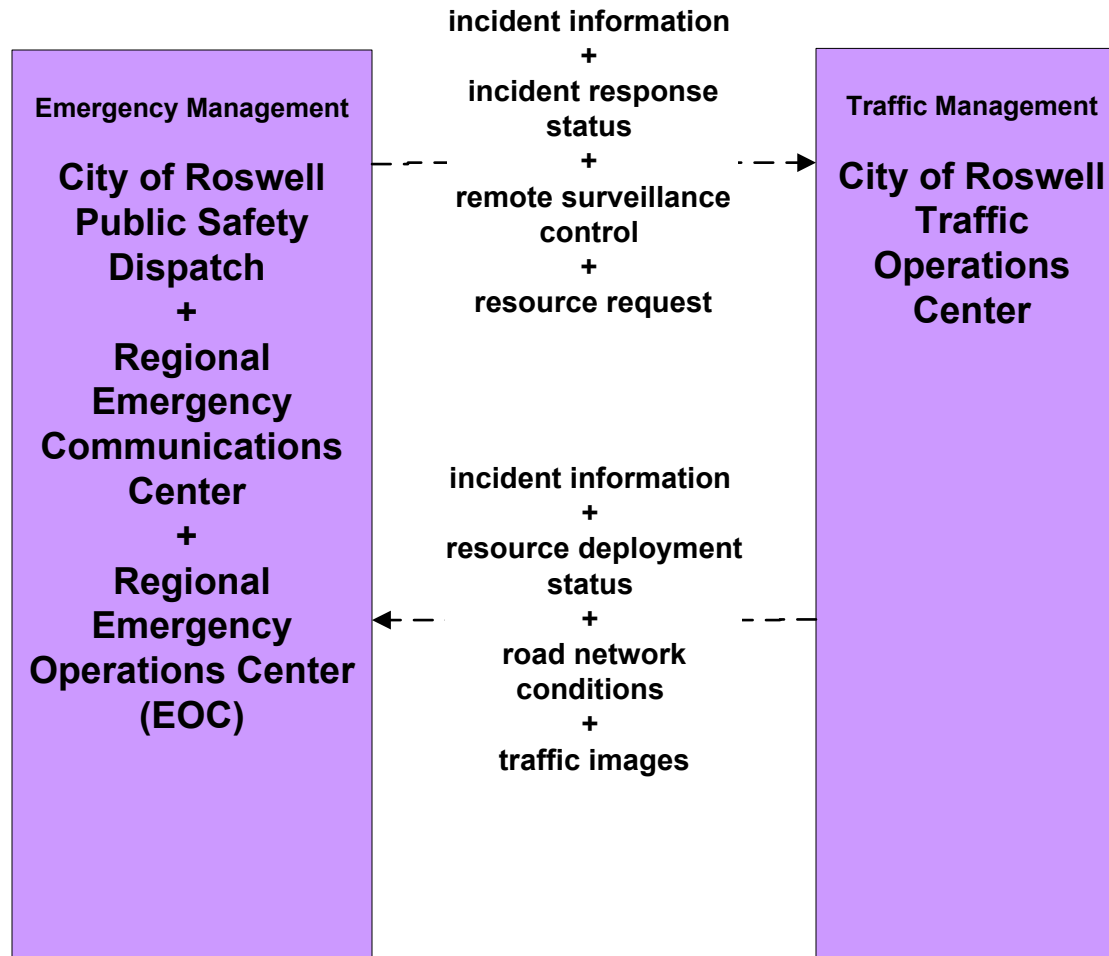 Emergency Management
City of Roswell
Public Safety
Dispatch
+
Regional
Emergency
Communications
Center
+
Regional
Emergency
Operations Center
(EOC)
incident information
+
incident response
status
+
remote surveillance
control
+
resource request
incident information
+
resource deployment
status
+
road network
conditions
+
traffic images
Traffic Management
City of Roswell
Traffic
Operations
Center